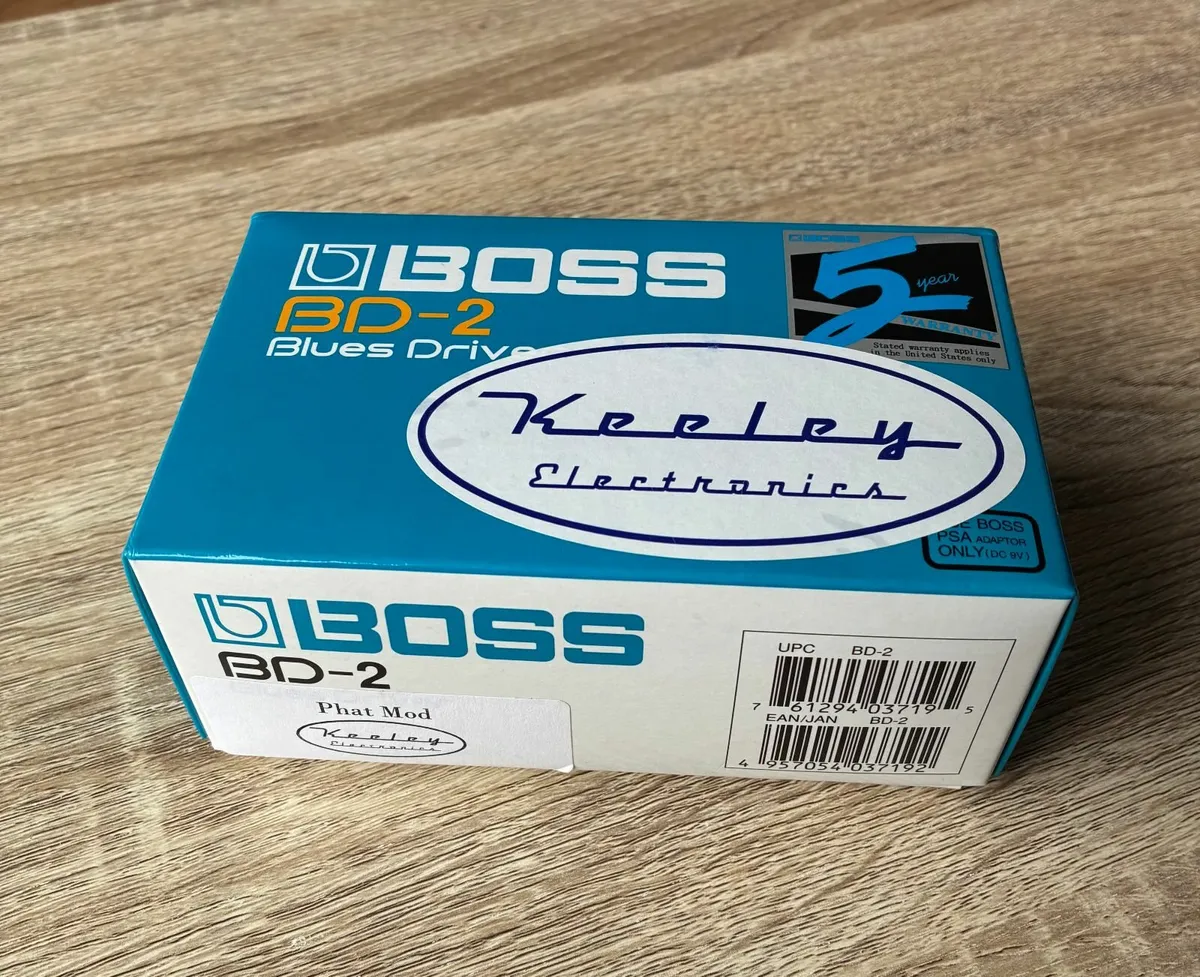 BOSS
BD-2
Blues Drive
BOSS
5 year
WARRANTY
Stated warranty applies
in the United States only
Keeley
Electronics
BOSS
PSA ADAPTOR
ONLY(DC 9V)
BOSS
BD-2
Phat Mod
Keeley
Electronics
UPC BD-2
7 61294 03719 5
EAN/JAN BD-2
4 957054 037192